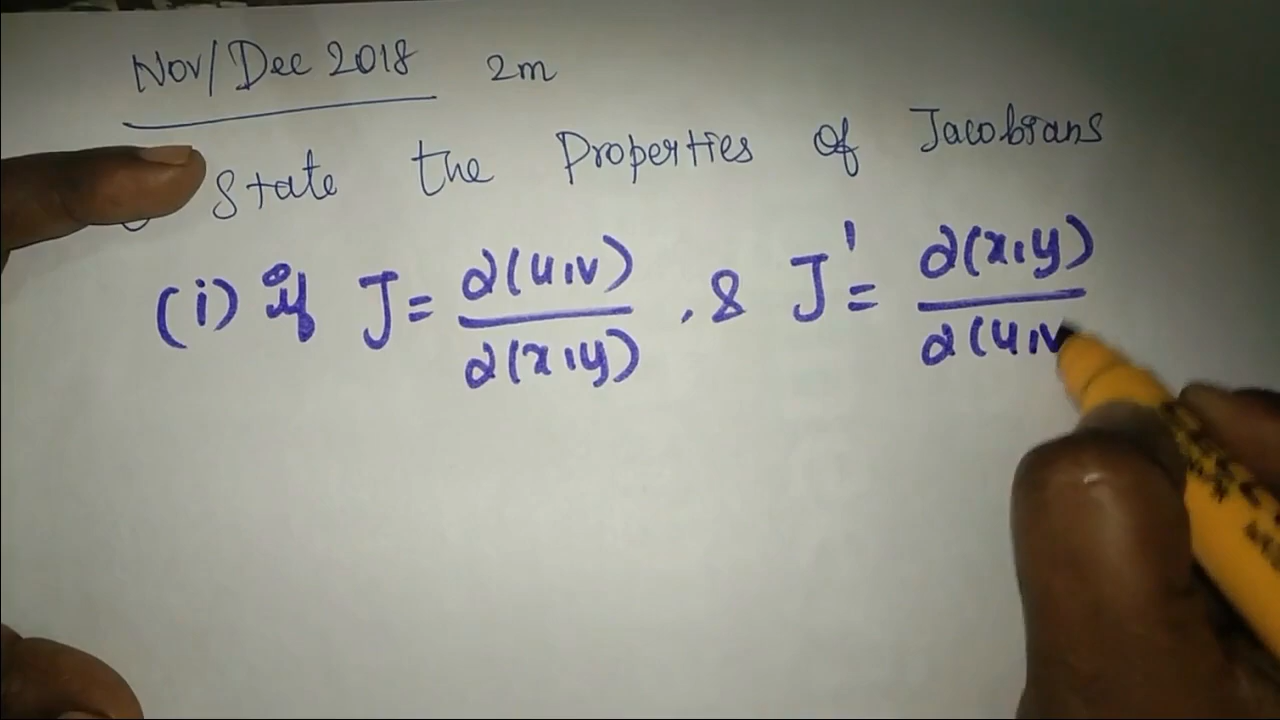 Nov/Dec 2018 2m
State the Properties of Jacobians
(i) If J = ∂(u,v)/∂(x,y) , & J' = ∂(x,y)/∂(u,v